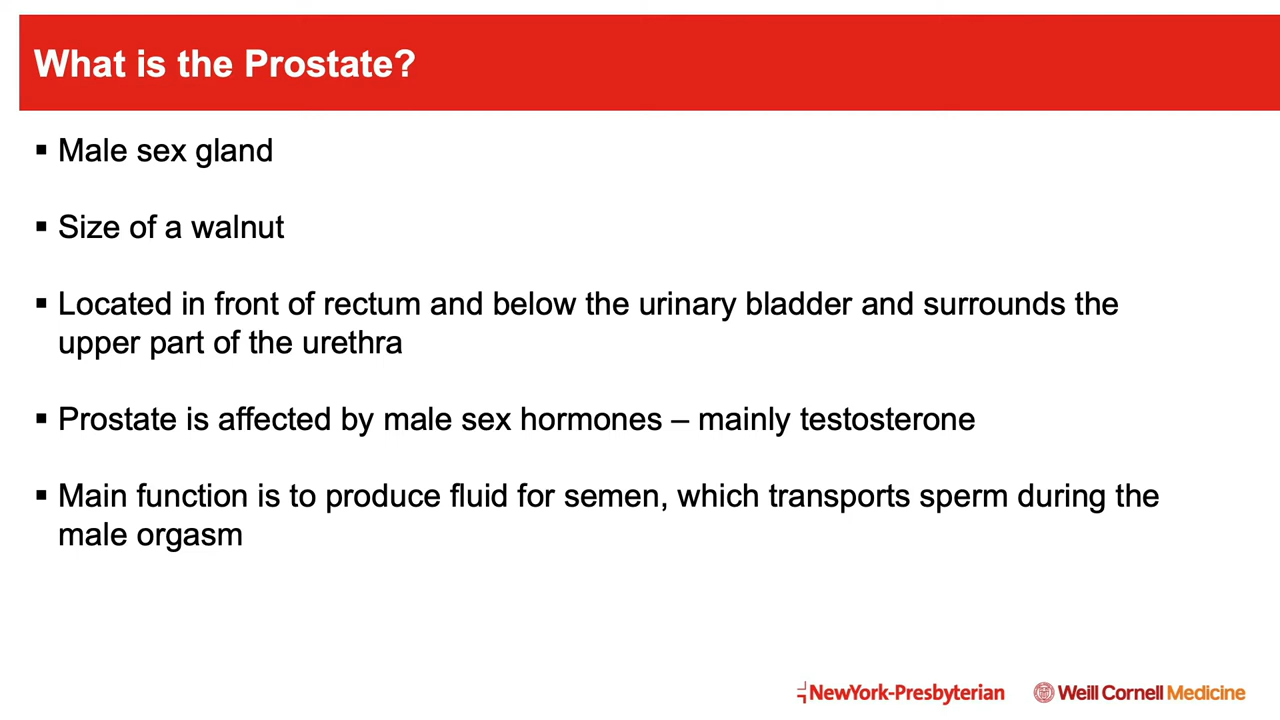 What is the Prostate?
▪ Male sex gland
▪ Size of a walnut
▪ Located in front of rectum and below the urinary bladder and surrounds the
upper part of the urethra
▪ Prostate is affected by male sex hormones – mainly testosterone
▪ Main function is to produce fluid for semen, which transports sperm during the
male orgasm
NewYork-Presbyterian Weill Cornell Medicine